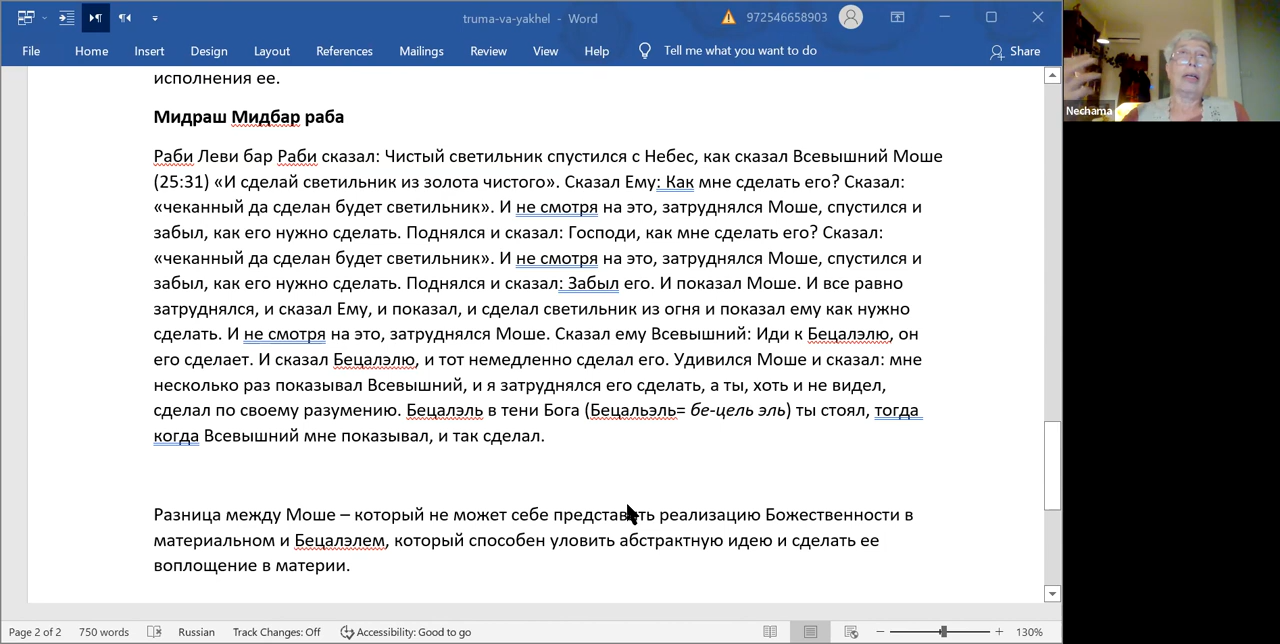 truma-va-yakhel - Word
972546658903
File Home Insert Design Layout References Mailings Review View Help Tell me what you want to do Share
исполнения ее.
Мидраш Мидбар раба
Раби Леви бар Раби сказал: Чистый светильник спустился с Небес, как сказал Всевышний Моше
(25:31) «И сделай светильник из золота чистого». Сказал Ему: Как мне сделать его? Сказал:
«чеканный да сделан будет светильник». И не смотря на это, затруднялся Моше, спустился и
забыл, как его нужно сделать. Поднялся и сказал: Господи, как мне сделать его? Сказал:
«чеканный да сделан будет светильник». И не смотря на это, затруднялся Моше, спустился и
забыл, как его нужно сделать. Поднялся и сказал: Забыл его. И показал Моше. И все равно
затруднялся, и сказал Ему, и показал, и сделал светильник из огня и показал ему как нужно
сделать. И не смотря на это, затруднялся Моше. Сказал ему Всевышний: Иди к Бецалэлю, он
его сделает. И сказал Бецалэлю, и тот немедленно сделал его. Удивился Моше и сказал: мне
несколько раз показывал Всевышний, и я затруднялся его сделать, а ты, хоть и не видел,
сделал по своему разумению. Бецалэль в тени Бога (Бецальэль= бе-цель эль) ты стоял, тогда
когда Всевышний мне показывал, и так сделал.
Разница между Моше – который не может себе представить реализацию Божественности в
материальном и Бецалэлем, который способен уловить абстрактную идею и сделать ее
воплощение в материи.
Page 2 of 2 750 words Russian Track Changes: Off Accessibility: Good to go 130%
Nechama